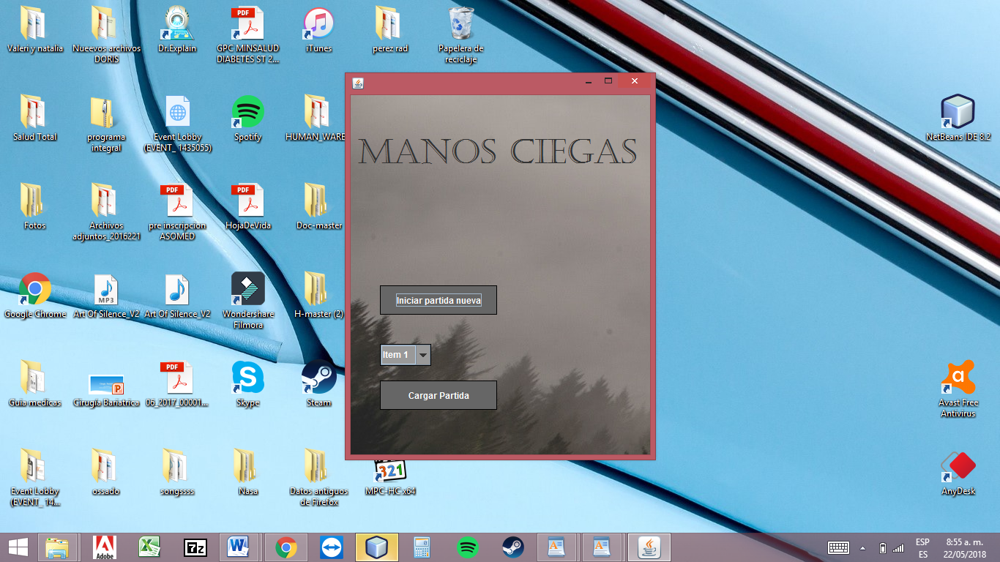 Valeri y natalia
Nueevos archivos
DORIS
Dr.Explain
PDF
GPC MINSALUD
DIABETES ST 2...
iTunes
perez rad
Papelera de
reciclaje
Salud Total
programa
integral
Event Lobby
(EVENT_ 1435055)
Spotify
HUMAN_WARE
NetBeans IDE 8.2
MANOS CIEGAS
Fotos
Archivos
adjuntos_2016221
PDF
pre inscripcion
ASOMED
PDF
HojaDeVida
Doc-master
Google Chrome
MP3
Art Of Silence_V2
Art Of Silence_V2
Wondershare
Filmora
H-master (2)
Iniciar partida nueva
Item 1
Cargar Partida
Guia medicas
Cirugia Bariatrica
PDF
06_2017_00001...
Skype
Steam
Avast Free
Antivirus
Event Lobby
(EVENT_ 14...
ossado
songssss
Nasa
Datos antiguos
de Firefox
321
MPC-HC x64
AnyDesk
Adobe
7z
ESP
ES
8:55 a. m.
22/05/2018